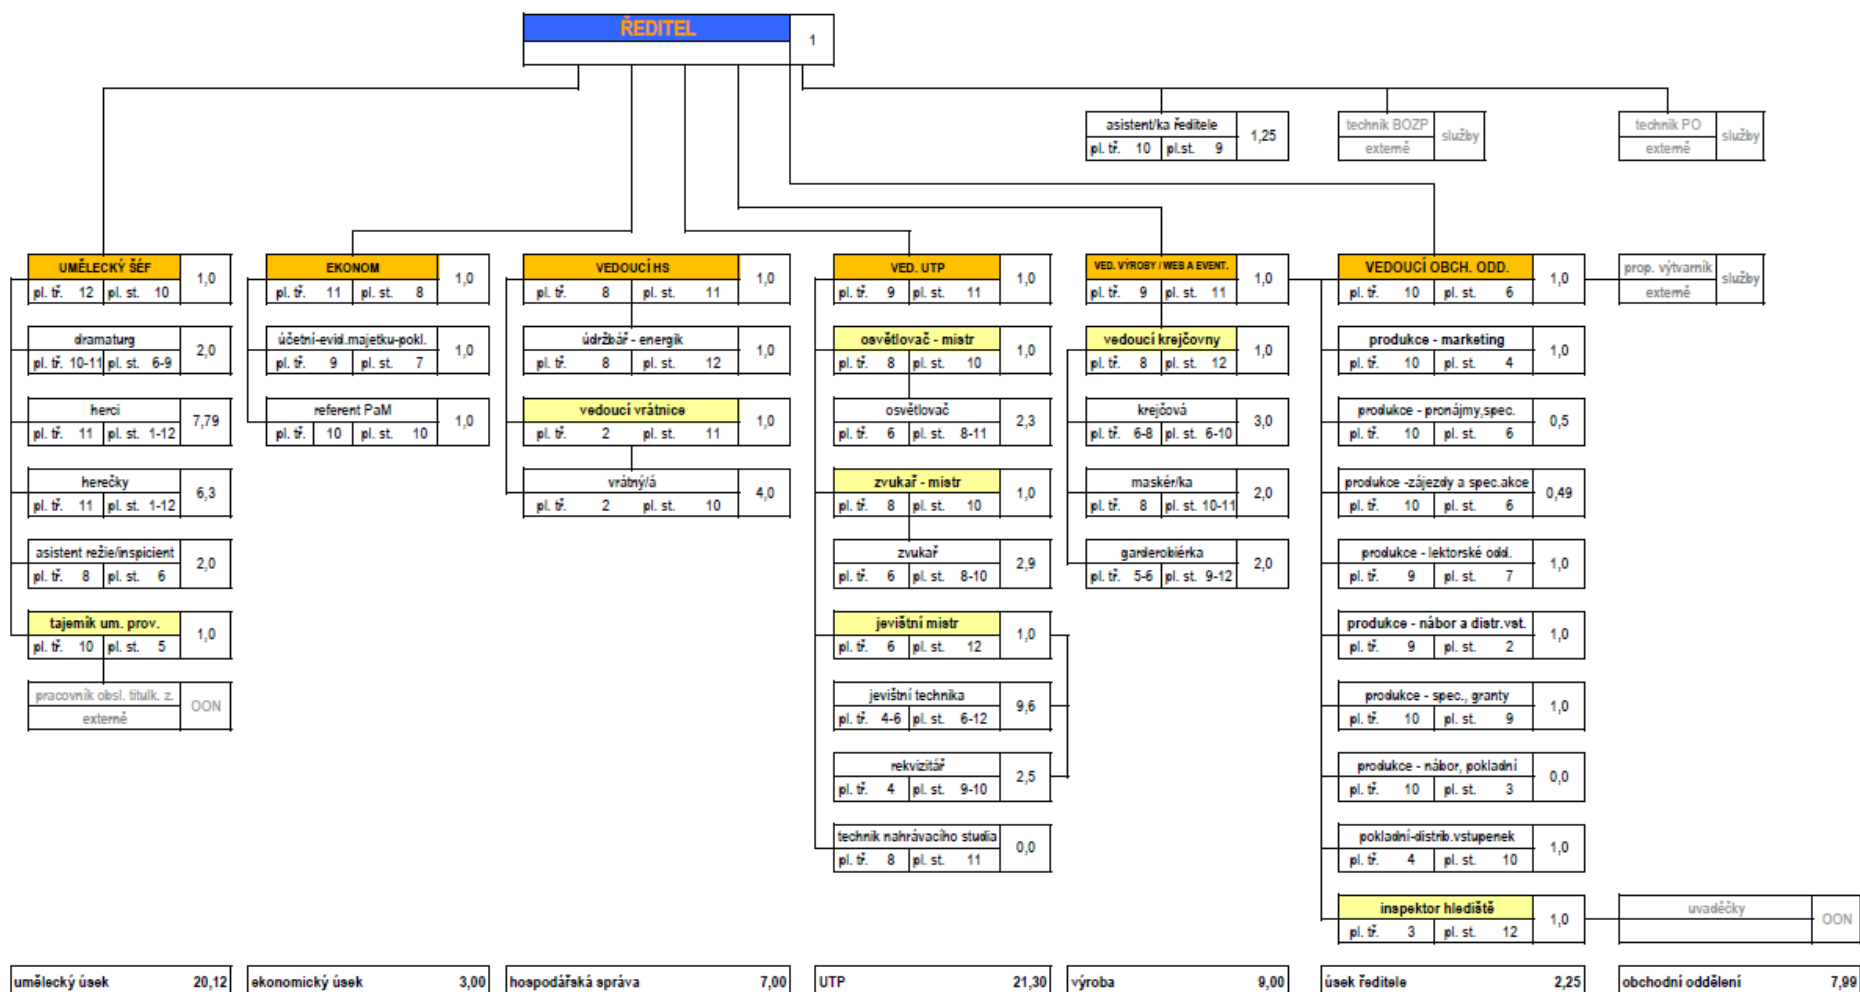 ŘEDITEL
1
asistent/ka ředitele
1,25
pl. tř. 10 pl.st. 9
technik BOZP
služby
externě
technik PO
služby
externě
UMĚLECKÝ ŠÉF
1,0
pl. tř. 12 pl. st. 10
dramaturg
2,0
pl. tř. 10-11 pl. st. 6-9
herci
7,79
pl. tř. 11 pl. st. 1-12
herečky
6,3
pl. tř. 11 pl. st. 1-12
asistent režie/inspicient
2,0
pl. tř. 8 pl. st. 6
tajemík um. prov.
1,0
pl. tř. 10 pl. st. 5
pracovník obsl. titulk. z.
OON
externě
EKONOM
1,0
pl. tř. 11 pl. st. 8
účetní-evid.majetku-pokl.
1,0
pl. tř. 9 pl. st. 7
referent PaM
1,0
pl. tř. 10 pl. st. 10
VEDOUCÍ HS
1,0
pl. tř. 8 pl. st. 11
údržbář - energik
1,0
pl. tř. 8 pl. st. 12
vedoucí vrátnice
1,0
pl. tř. 2 pl. st. 11
vrátný/á
4,0
pl. tř. 2 pl. st. 10
VED. UTP
1,0
pl. tř. 9 pl. st. 11
osvětlovač - mistr
1,0
pl. tř. 8 pl. st. 10
osvětlovač
2,3
pl. tř. 6 pl. st. 8-11
zvukař - mistr
1,0
pl. tř. 8 pl. st. 10
zvukař
2,9
pl. tř. 6 pl. st. 8-10
jevištní mistr
1,0
pl. tř. 6 pl. st. 12
jevištní technika
9,6
pl. tř. 4-6 pl. st. 6-12
rekvizitář
2,5
pl. tř. 4 pl. st. 9-10
technik nahrávacího studia
0,0
pl. tř. 8 pl. st. 11
VED. VÝROBY / WEB A EVENT.
1,0
pl. tř. 9 pl. st. 11
vedoucí krejčovny
1,0
pl. tř. 8 pl. st. 12
krejčová
3,0
pl. tř. 6-8 pl. st. 6-10
maskér/ka
2,0
pl. tř. 8 pl. st. 10-11
garderobiérka
2,0
pl. tř. 5-6 pl. st. 9-12
VEDOUCÍ OBCH. ODD.
1,0
pl. tř. 10 pl. st. 6
prop. výtvarník
služby
externě
produkce - marketing
1,0
pl. tř. 10 pl. st. 4
produkce - pronájmy,spec.
0,5
pl. tř. 10 pl. st. 6
produkce -zájezdy a spec.akce
0,49
pl. tř. 10 pl. st. 6
produkce - lektorské odd.
1,0
pl. tř. 9 pl. st. 7
produkce - nábor a distr.vst.
1,0
pl. tř. 9 pl. st. 2
produkce - spec., granty
1,0
pl. tř. 10 pl. st. 9
produkce - nábor, pokladní
0,0
pl. tř. 10 pl. st. 3
pokladní-distrib.vstupenek
1,0
pl. tř. 4 pl. st. 10
inspektor hlediště
1,0
pl. tř. 3 pl. st. 12
uvaděčky
OON
umělecký úsek 20,12
ekonomický úsek 3,00
hospodářská správa 7,00
UTP 21,30
výroba 9,00
úsek ředitele 2,25
obchodní oddělení 7,99